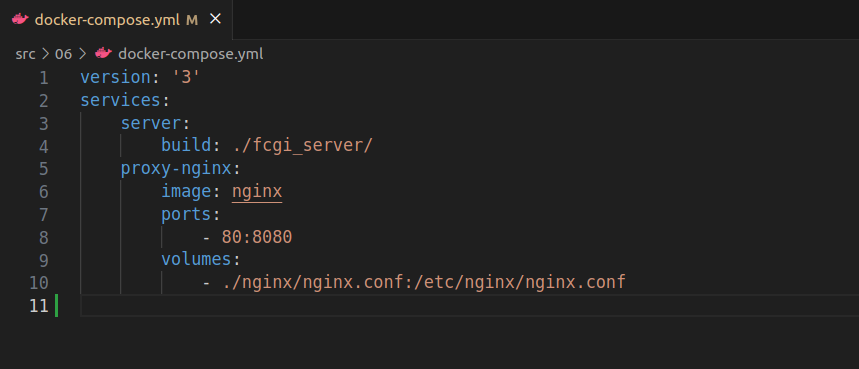 docker-compose.yml M ×
src > 06 > docker-compose.yml
1 version: '3'
2 services:
3 server:
4 build: ./fcgi_server/
5 proxy-nginx:
6 image: nginx
7 ports:
8 - 80:8080
9 volumes:
10 - ./nginx/nginx.conf:/etc/nginx/nginx.conf
11